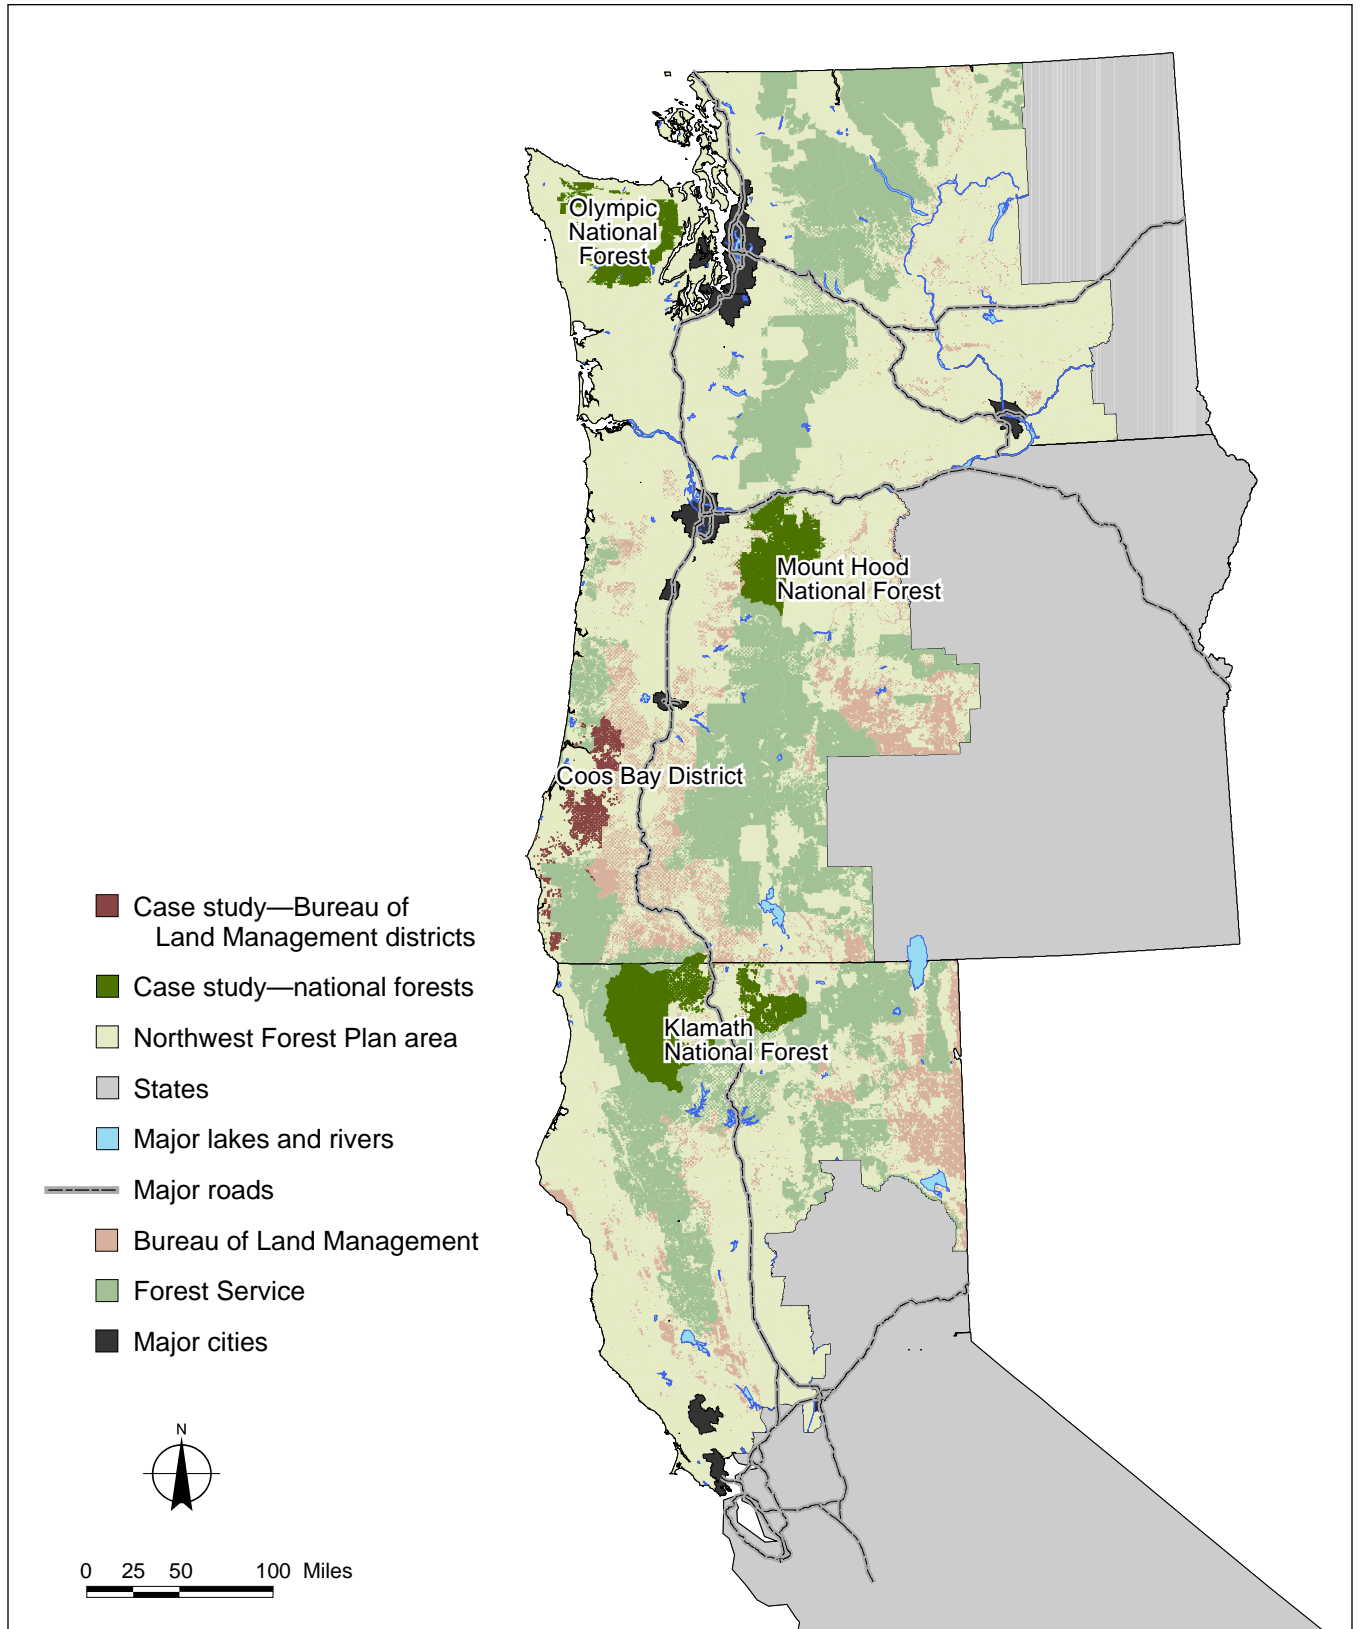 Olympic
National
Forest
Mount Hood
National Forest
Coos Bay District
Klamath
National Forest
Case study—Bureau of
Land Management districts
Case study—national forests
Northwest Forest Plan area
States
Major lakes and rivers
Major roads
Bureau of Land Management
Forest Service
Major cities
N
0 25 50 100 Miles